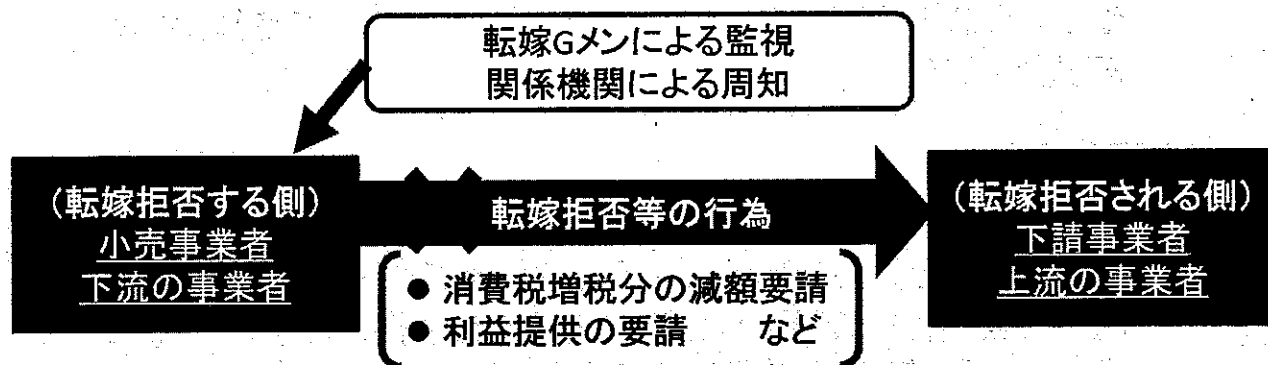 転嫁Gメンによる監視
関係機関による周知
(転嫁拒否する側)
小売事業者
下流の事業者
転嫁拒否等の行為
● 消費税増税分の減額要請
● 利益提供の要請 など
(転嫁拒否される側)
下請事業者
上流の事業者